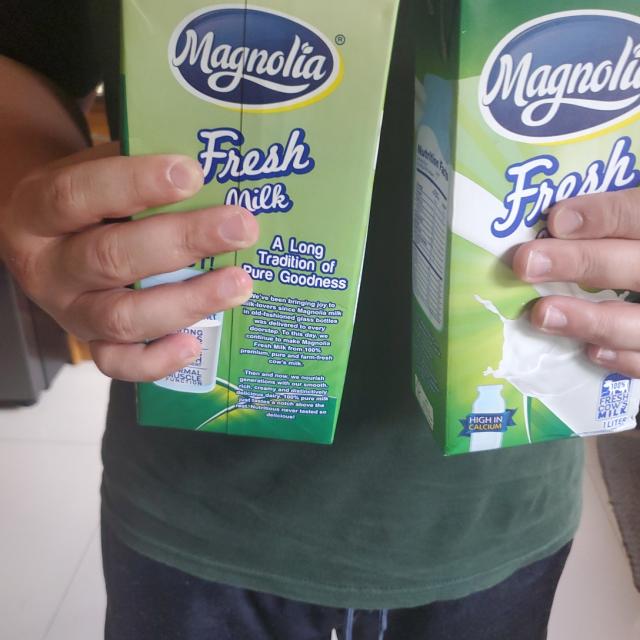 Magnolia ®
Fresh
Milk
A Long
Tradition of
Pure Goodness
We've been bringing joy to
milk-lovers since Magnolia milk
in old-fashioned glass bottles
was delivered to every
doorstep! To this day, we
continue to make Magnolia
Fresh Milk from 100%
premium, pure and farm-fresh
cow's milk.
Then and now, we nourish
generations with our smooth,
rich, creamy and distinctively
delicious dairy. 100% pure milk
tastes a notch above the
rest. Nutritious never tasted so
delicious!
Magnolia
Fresh
Nutrition Facts
HIGH IN
CALCIUM
100%
FRESH
MILK
1 LITER